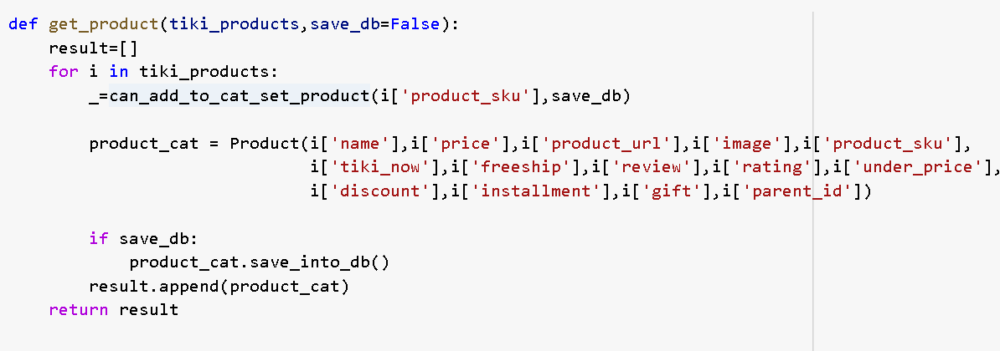 def get_product(tiki_products,save_db=False):
    result=[]
    for i in tiki_products:
        _=can_add_to_cat_set_product(i['product_sku'],save_db)
        product_cat = Product(i['name'],i['price'],i['product_url'],i['image'],i['product_sku'],
                              i['tiki_now'],i['freeship'],i['review'],i['rating'],i['under_price'],
                              i['discount'],i['installment'],i['gift'],i['parent_id'])
        if save_db:
            product_cat.save_into_db()
        result.append(product_cat)
    return result